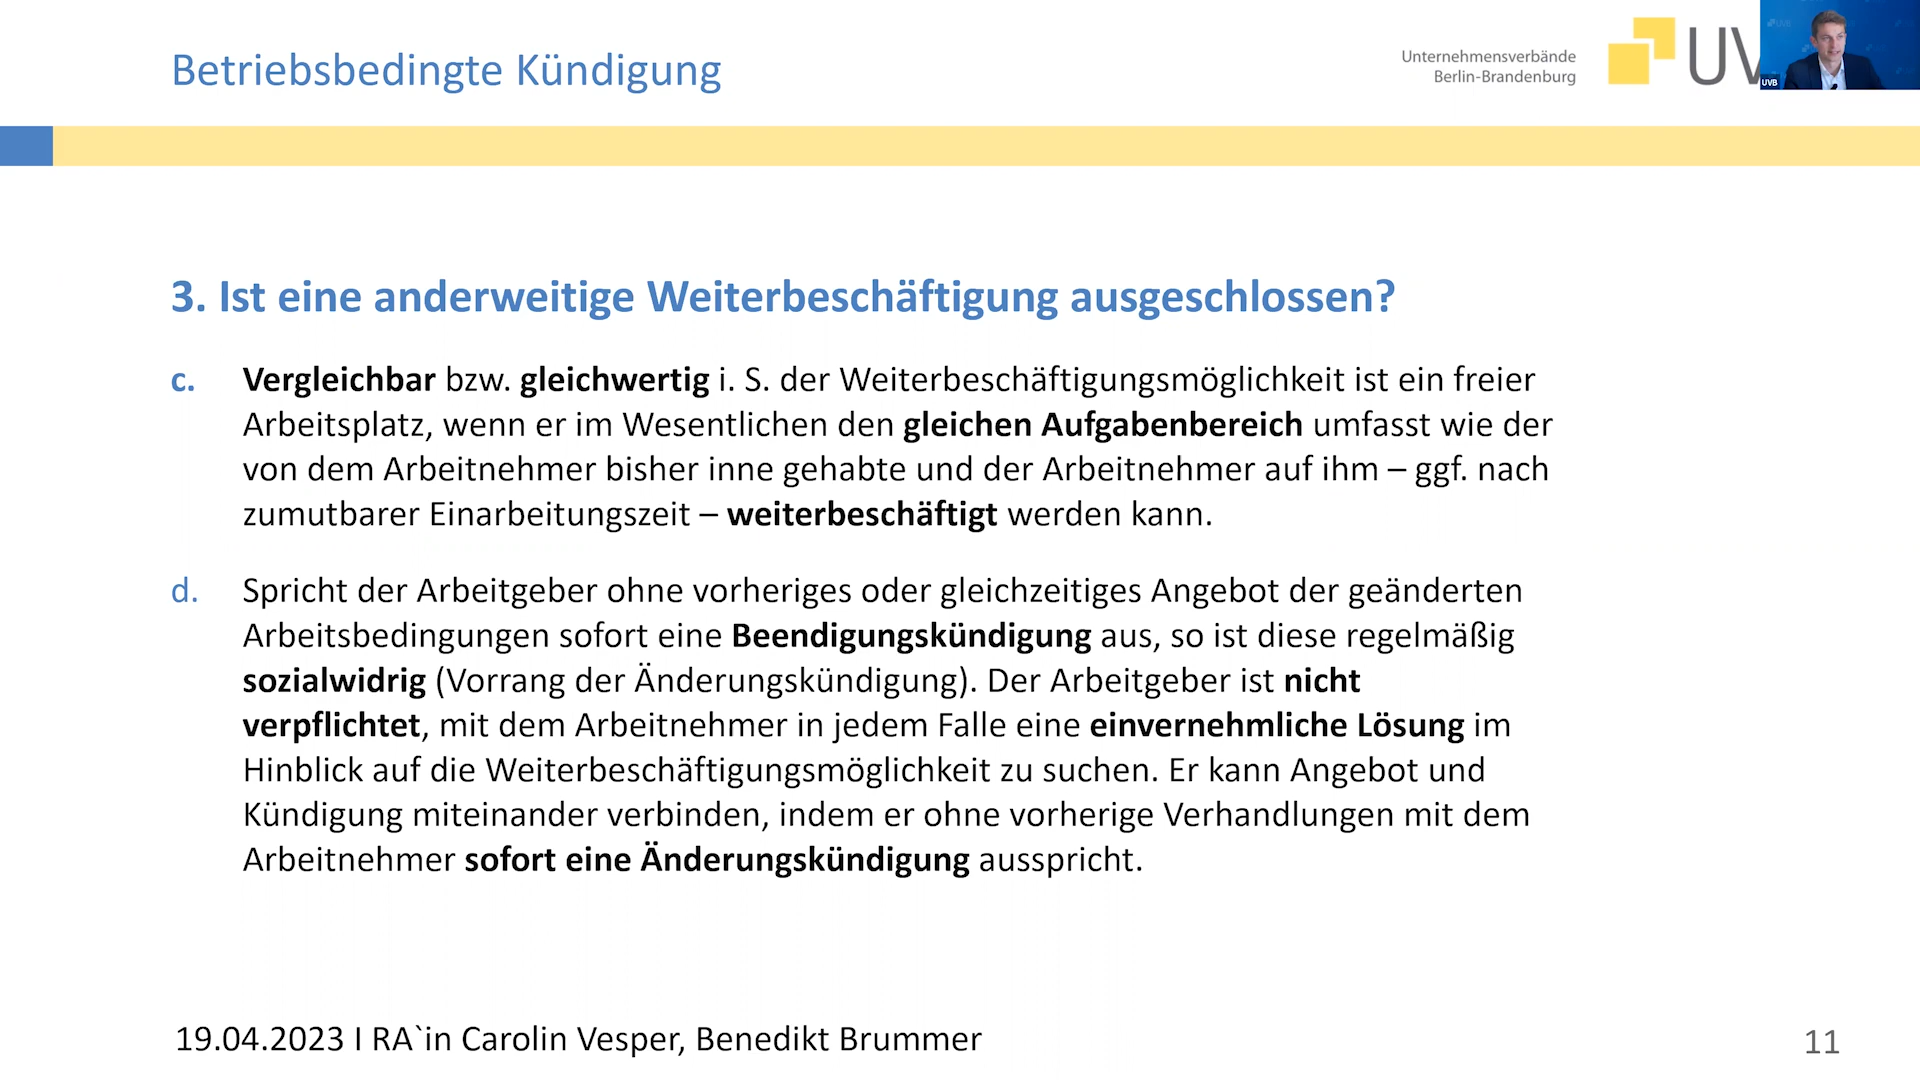 Betriebsbedingte Kündigung
Unternehmensverbände
Berlin-Brandenburg
UV
UVB
3. Ist eine anderweitige Weiterbeschäftigung ausgeschlossen?
c. Vergleichbar bzw. gleichwertig i. S. der Weiterbeschäftigungsmöglichkeit ist ein freier
Arbeitsplatz, wenn er im Wesentlichen den gleichen Aufgabenbereich umfasst wie der
von dem Arbeitnehmer bisher inne gehabte und der Arbeitnehmer auf ihm – ggf. nach
zumutbarer Einarbeitungszeit – weiterbeschäftigt werden kann.
d. Spricht der Arbeitgeber ohne vorheriges oder gleichzeitiges Angebot der geänderten
Arbeitsbedingungen sofort eine Beendigungskündigung aus, so ist diese regelmäßig
sozialwidrig (Vorrang der Änderungskündigung). Der Arbeitgeber ist nicht
verpflichtet, mit dem Arbeitnehmer in jedem Falle eine einvernehmliche Lösung im
Hinblick auf die Weiterbeschäftigungsmöglichkeit zu suchen. Er kann Angebot und
Kündigung miteinander verbinden, indem er ohne vorherige Verhandlungen mit dem
Arbeitnehmer sofort eine Änderungskündigung ausspricht.
19.04.2023 I RA`in Carolin Vesper, Benedikt Brummer
11